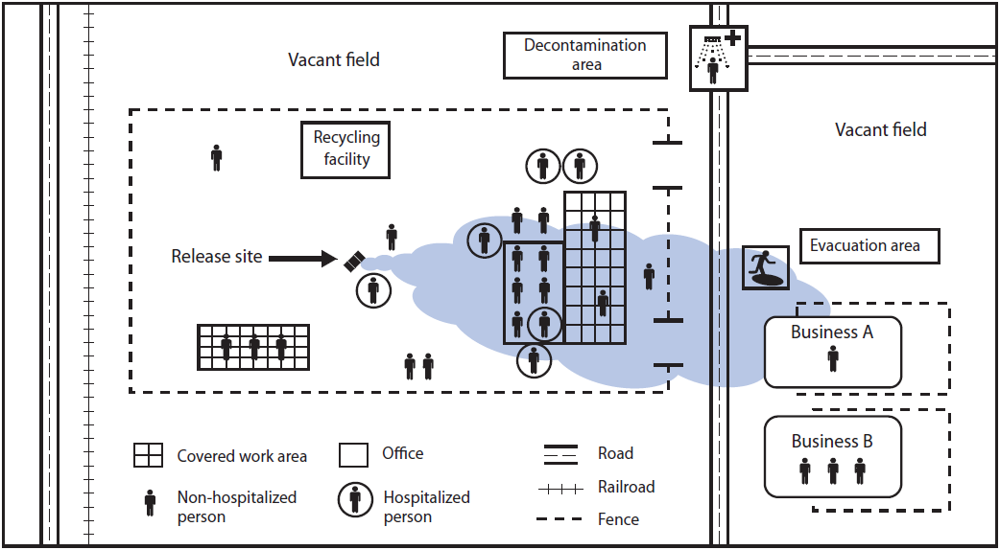 Vacant field
Decontamination
area
Recycling
facility
Vacant field
Release site
Evacuation area
Business A
Business B
Covered work area
Office
Road
Non-hospitalized
person
Hospitalized
person
Railroad
Fence